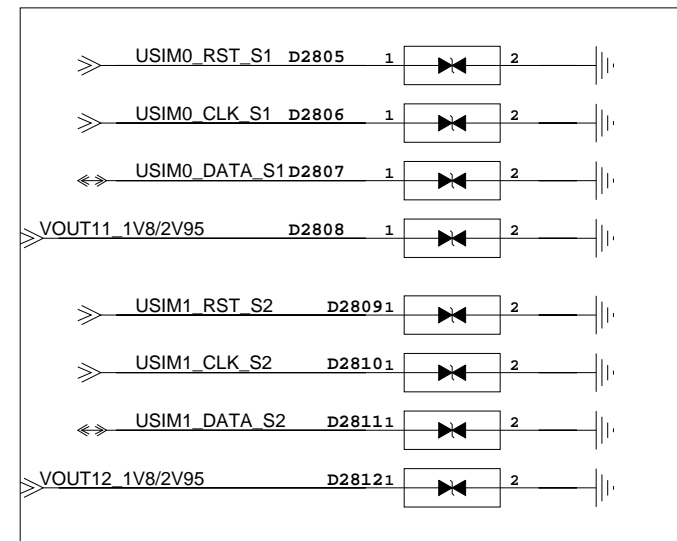 USIM0_RST_S1 D2805 1 2
USIM0_CLK_S1 D2806 1 2
USIM0_DATA_S1 D2807 1 2
VOUT11_1V8/2V95 D2808 1 2
USIM1_RST_S2 D2809 1 2
USIM1_CLK_S2 D2810 1 2
USIM1_DATA_S2 D2811 1 2
VOUT12_1V8/2V95 D2812 1 2